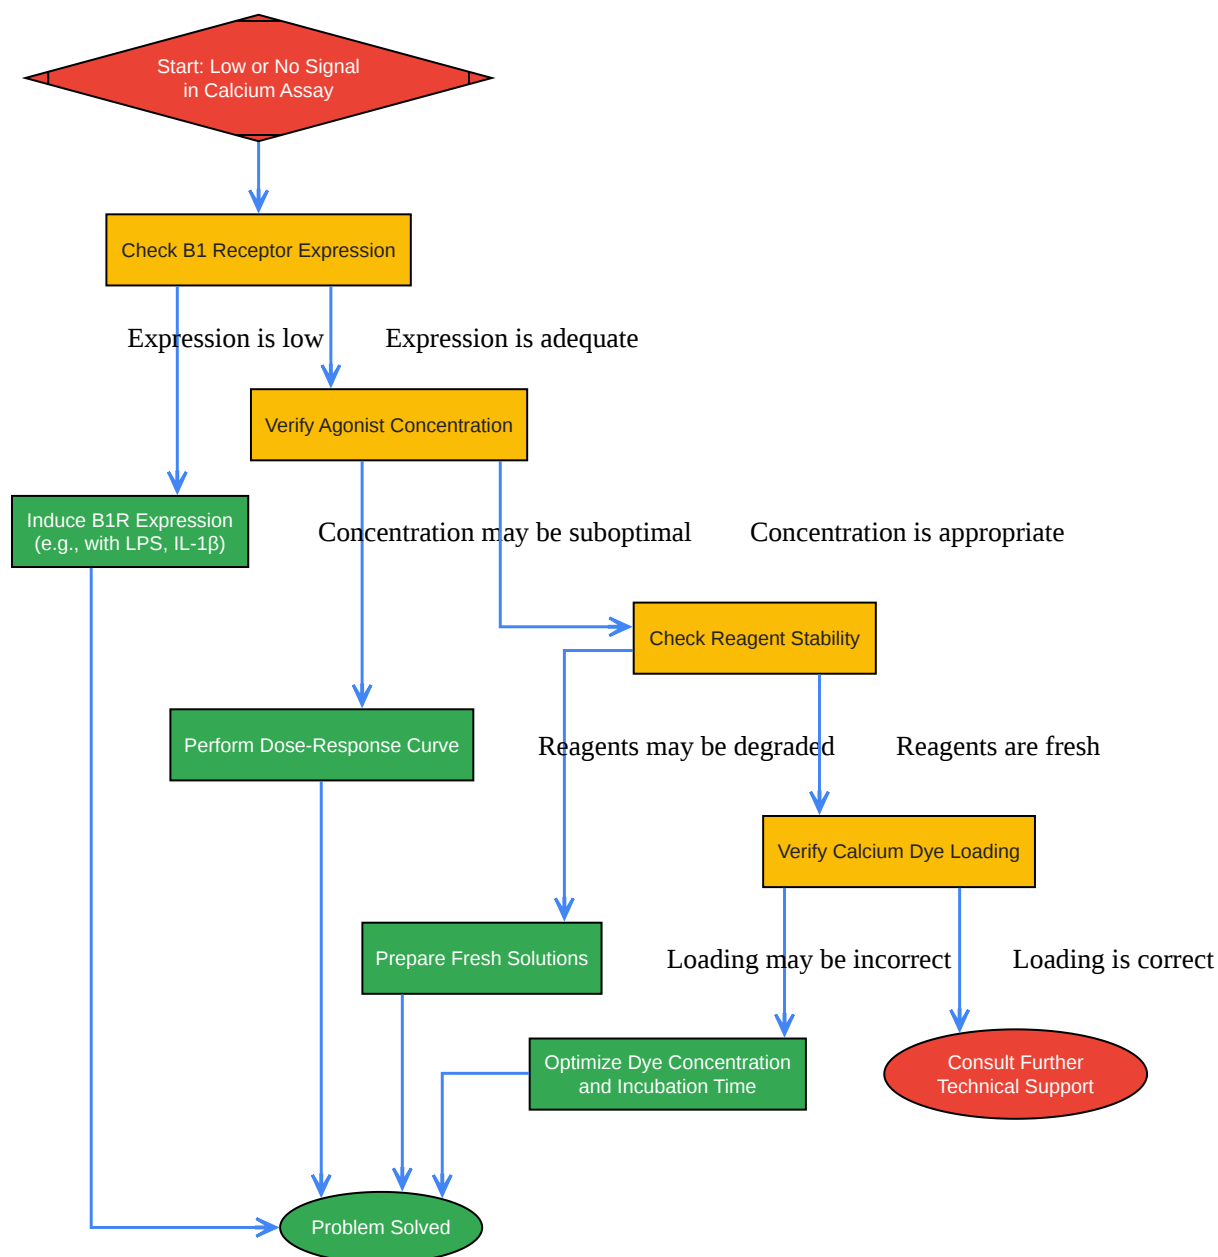 Start: Low or No Signal
in Calcium Assay
Check B1 Receptor Expression
Expression is low
Expression is adequate
Verify Agonist Concentration
Induce B1R Expression
(e.g., with LPS, IL-1β)
Concentration may be suboptimal
Concentration is appropriate
Check Reagent Stability
Perform Dose-Response Curve
Reagents may be degraded
Reagents are fresh
Verify Calcium Dye Loading
Prepare Fresh Solutions
Loading may be incorrect
Loading is correct
Optimize Dye Concentration
and Incubation Time
Consult Further
Technical Support
Problem Solved